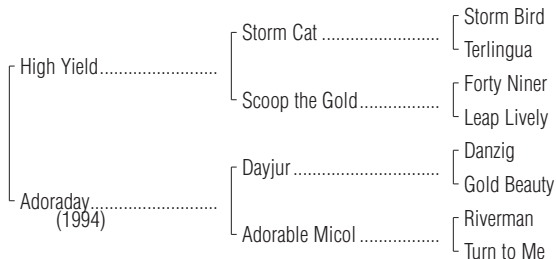 Storm Bird
Storm Cat ..........................
Terlingua
High Yield..........................
Forty Niner
Scoop the Gold..................
Leap Lively
Danzig
Dayjur ................................
Gold Beauty
Adoraday............................
(1994)
Riverman
Adorable Micol ..................
Turn to Me